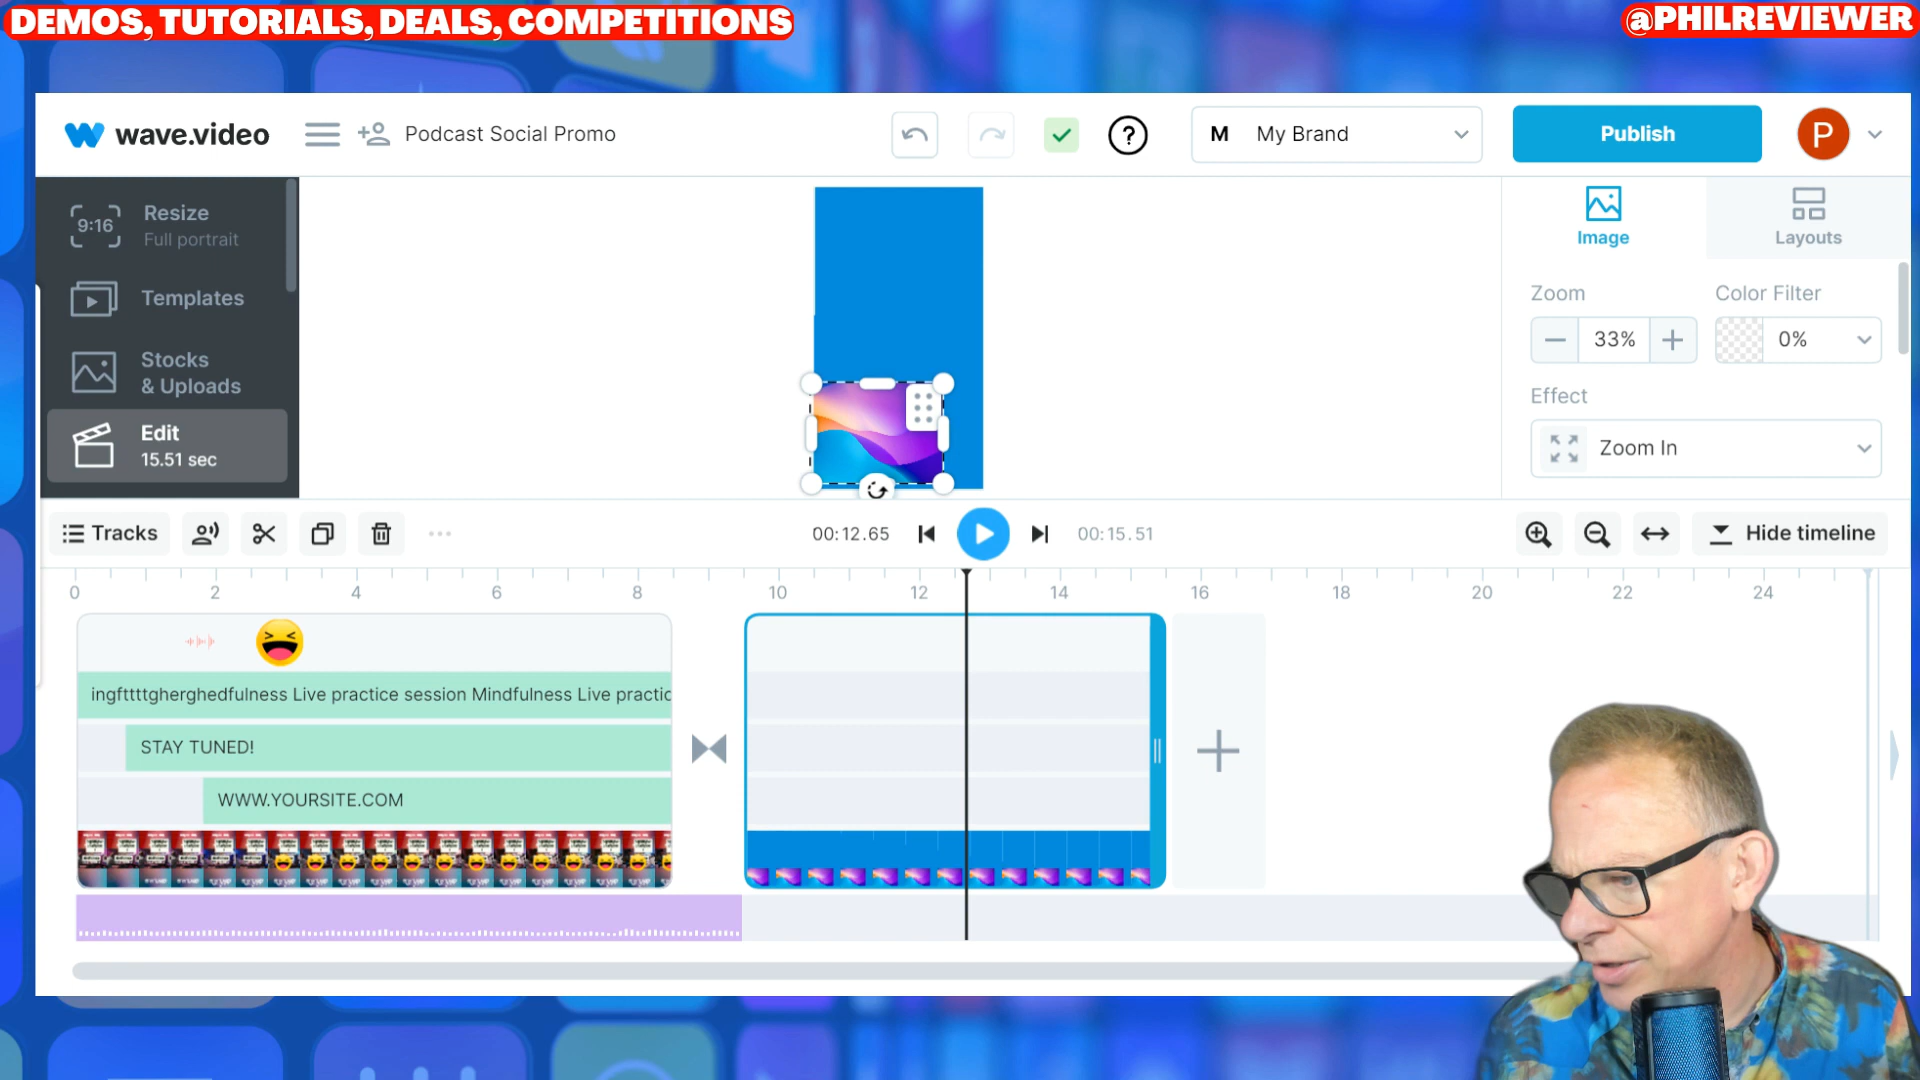 DEMOS, TUTORIALS, DEALS, COMPETITIONS
@PHILREVIEWER
wave.video
Podcast Social Promo
?
M My Brand
Publish
P
9:16
Resize
Full portrait
Templates
Stocks
& Uploads
Edit
15.51 sec
Image
Layouts
Zoom
Color Filter
33%
0%
Effect
Zoom In
Tracks
00:12.65
00:15.51
Hide timeline
0 2 4 6 8 10 12 14 16 18 20 22 24
ingfttttgherghedfulness Live practice session Mindfulness Live practic
STAY TUNED!
WWW.YOURSITE.COM